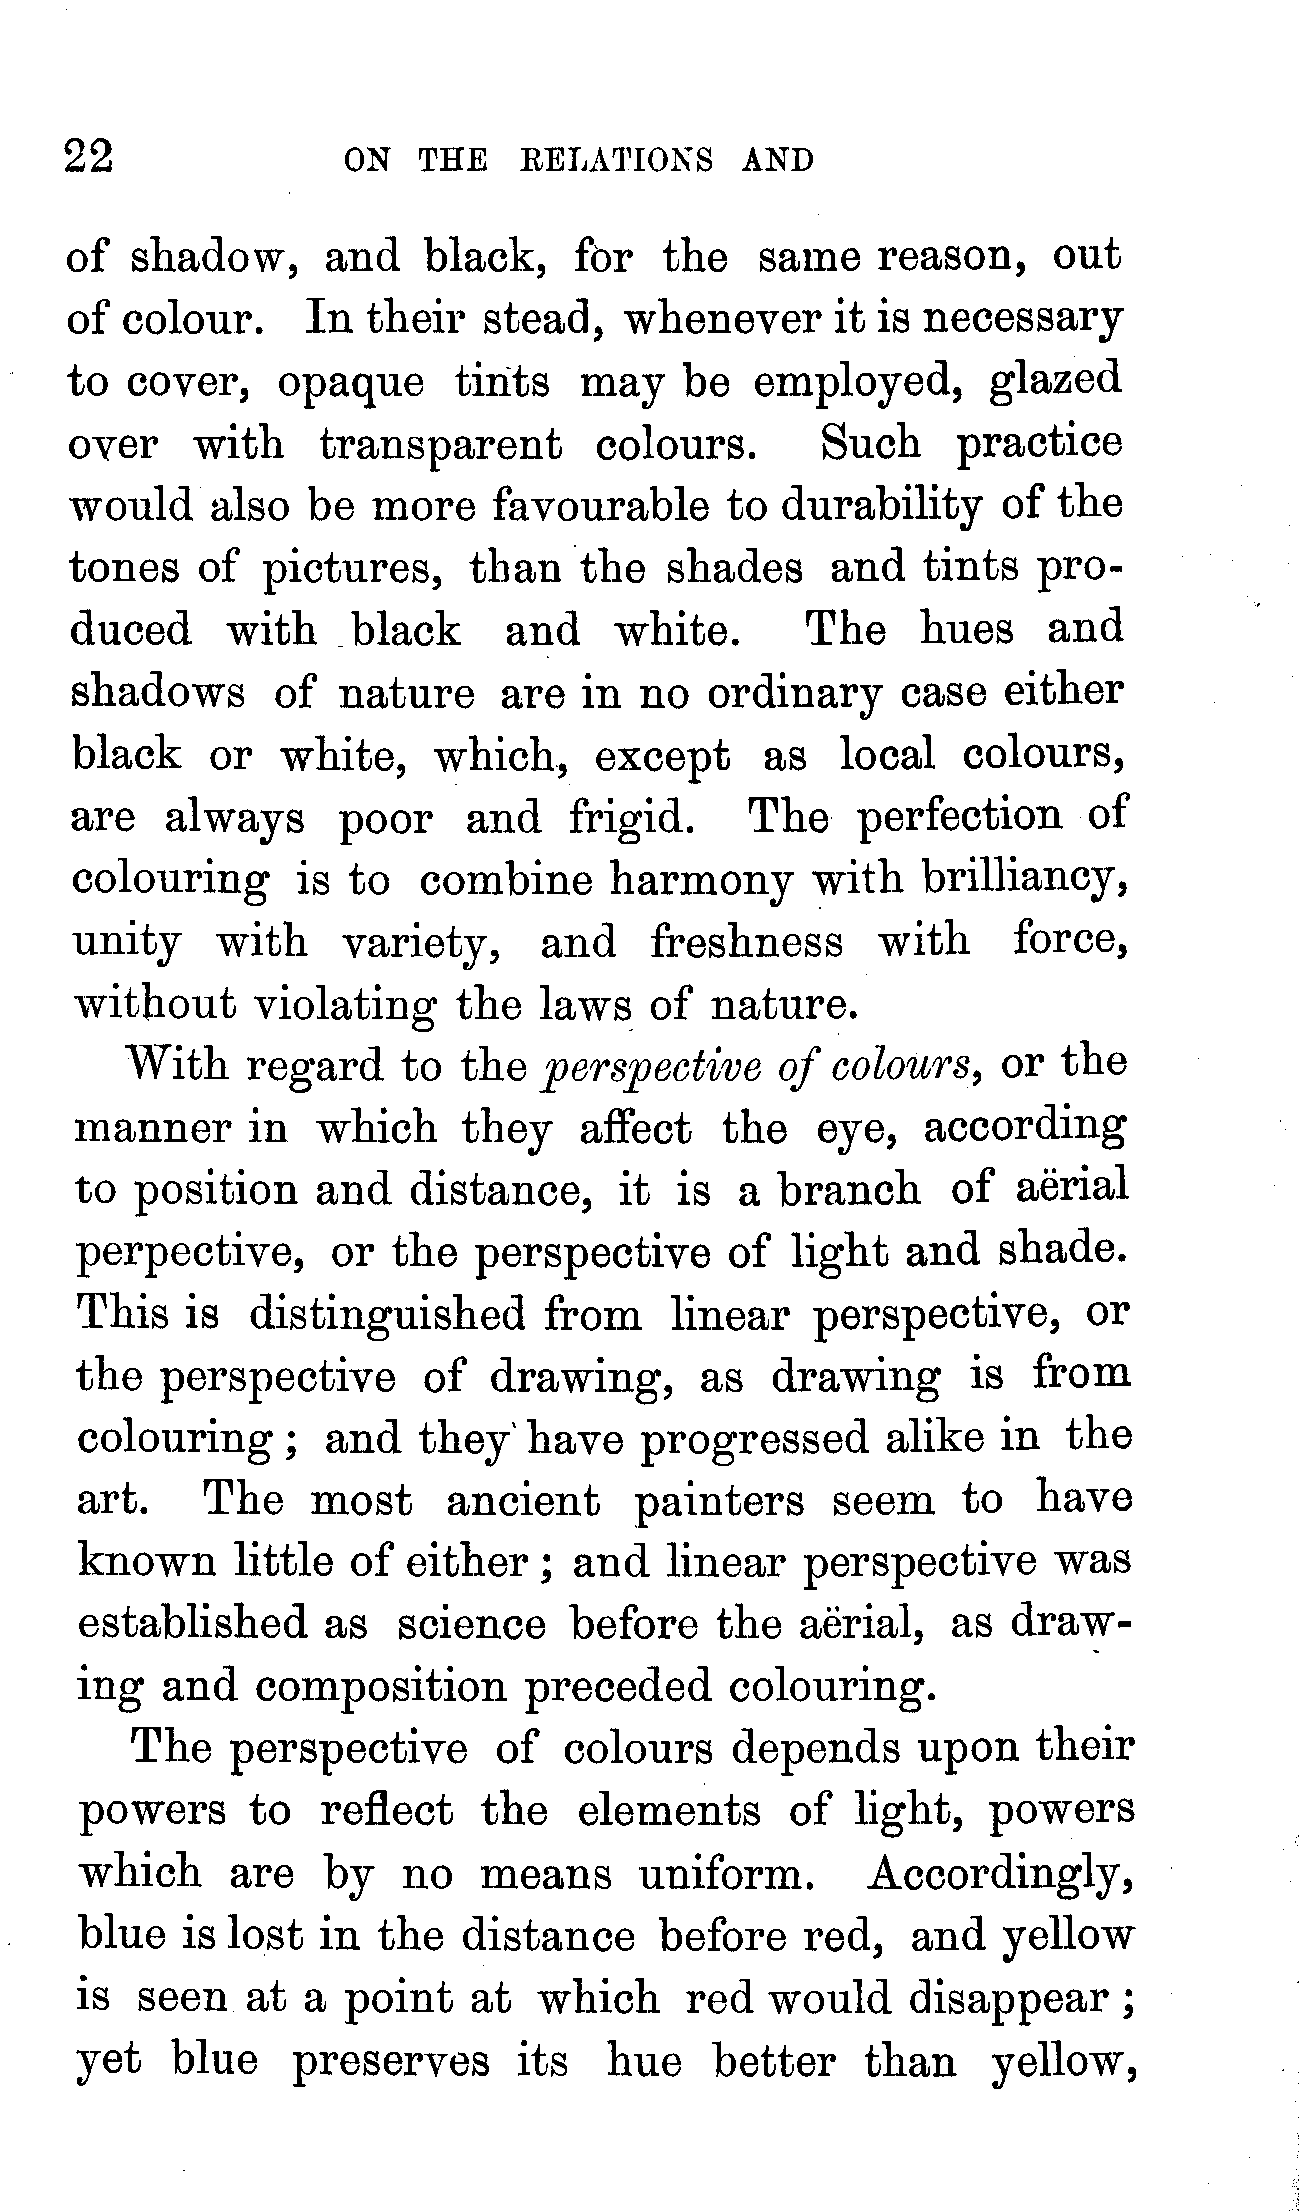 22 ON THE RELATIONS AND
of shadow, and black, for the same reason, out
of colour. In their stead, whenever it is necessary
to cover, opaque tints may be employed, glazed
over with transparent colours. Such practice
would also be more favourable to durability of the
tones of pictures, than the shades and tints pro-
duced with black and white. The hues and
shadows of nature are in no ordinary case either
black or white, which, except as local colours,
are always poor and frigid. The perfection of
colouring is to combine harmony with brilliancy,
unity with variety, and freshness with force,
without violating the laws of nature.
With regard to the perspective of colours, or the
manner in which they affect the eye, according
to position and distance, it is a branch of aërial
perpective, or the perspective of light and shade.
This is distinguished from linear perspective, or
the perspective of drawing, as drawing is from
colouring ; and they have progressed alike in the
art. The most ancient painters seem to have
known little of either ; and linear perspective was
established as science before the aërial, as draw-
ing and composition preceded colouring.
The perspective of colours depends upon their
powers to reflect the elements of light, powers
which are by no means uniform. Accordingly,
blue is lost in the distance before red, and yellow
is seen at a point at which red would disappear ;
yet blue preserves its hue better than yellow,